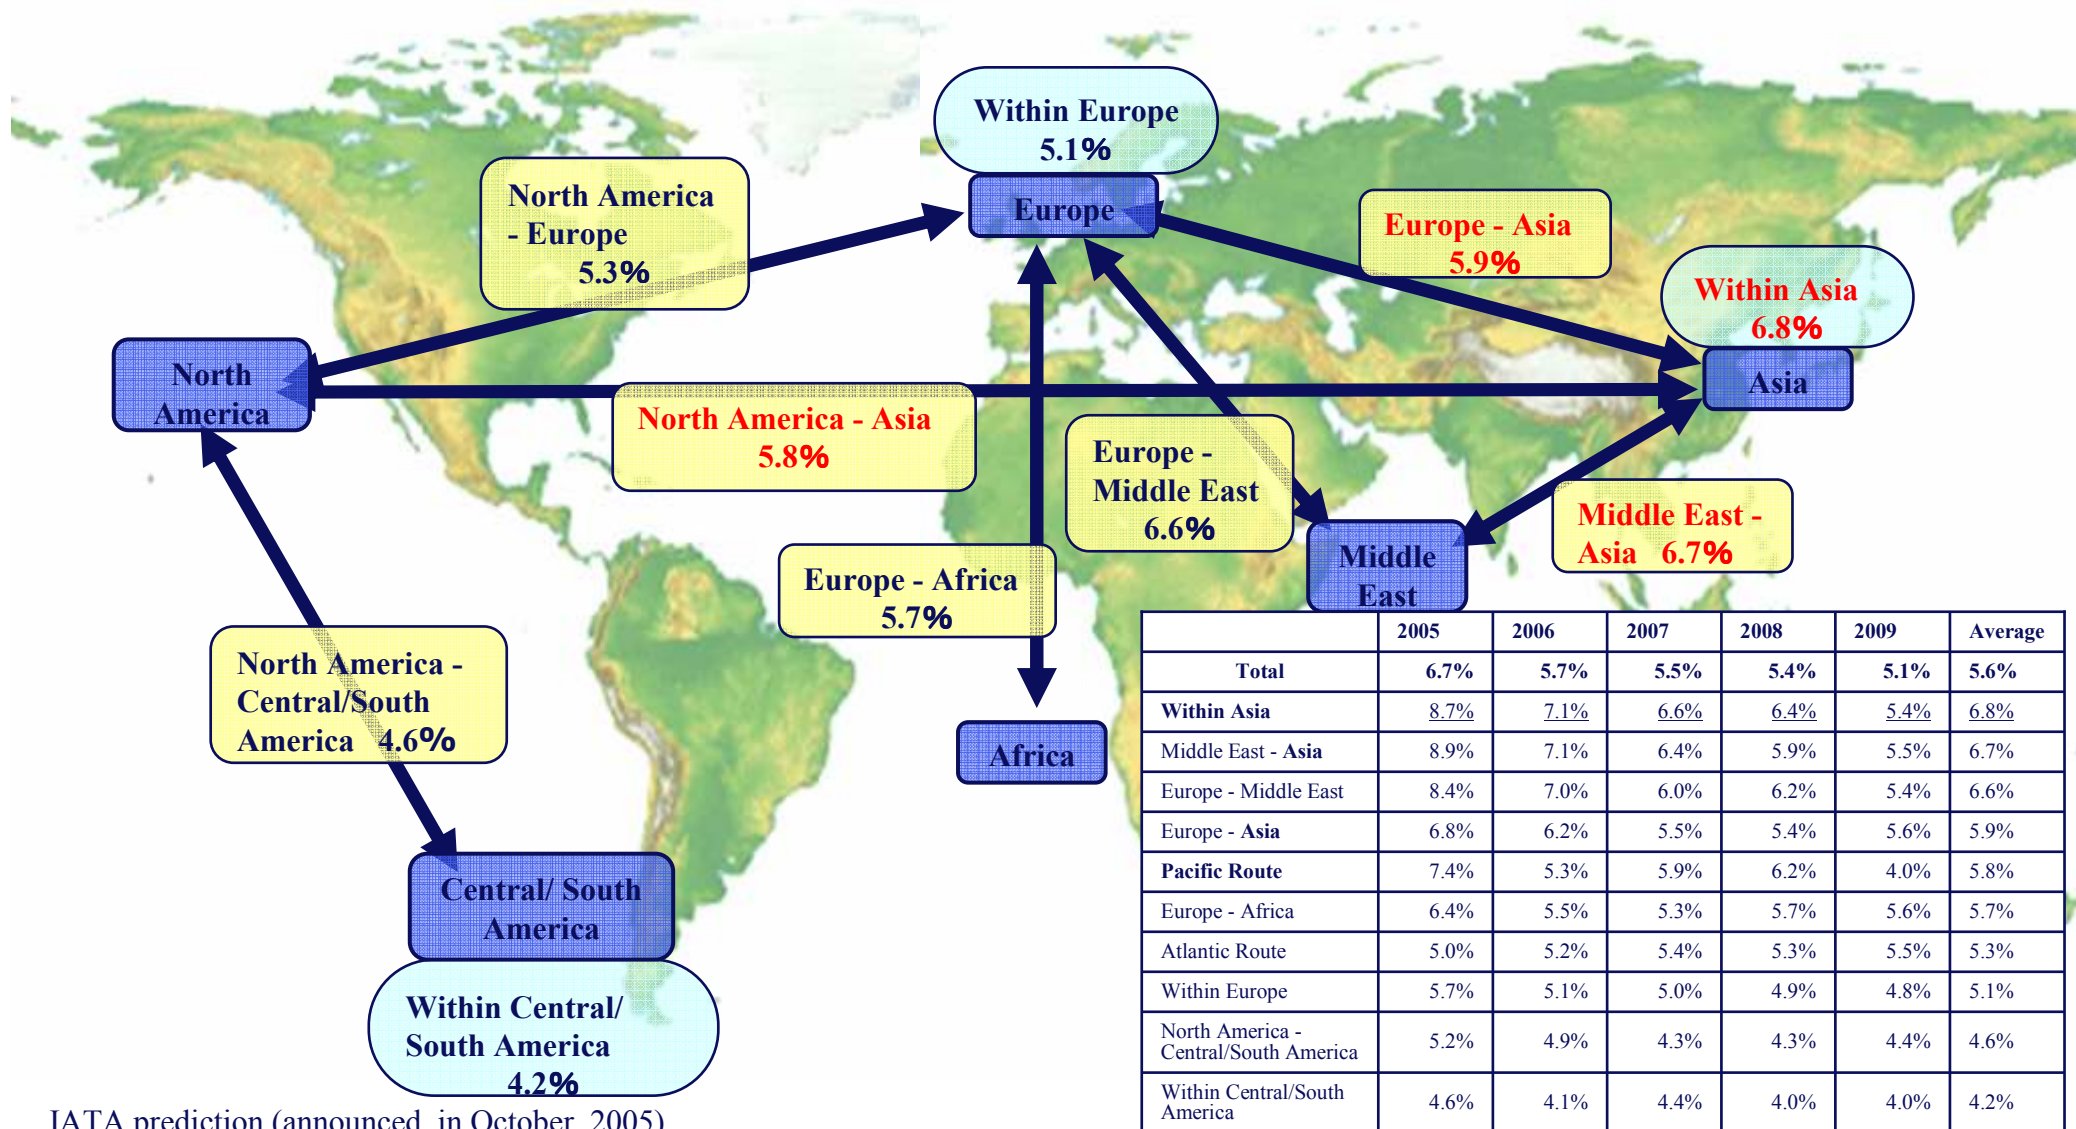 Within Europe
5.1%
North America
- Europe
5.3%
Europe
Europe - Asia
5.9%
Within Asia
6.8%
North
America
Asia
North America - Asia
5.8%
Europe -
Middle East
6.6%
Middle East -
Asia 6.7%
Middle
East
Europe - Africa
5.7%
North America -
Central/South
America 4.6%
Africa
Central/ South
America
Within Central/
South America
4.2%
2005 2006 2007 2008 2009 Average
Total 6.7% 5.7% 5.5% 5.4% 5.1% 5.6%
Within Asia 8.7% 7.1% 6.6% 6.4% 5.4% 6.8%
Middle East - Asia 8.9% 7.1% 6.4% 5.9% 5.5% 6.7%
Europe - Middle East 8.4% 7.0% 6.0% 6.2% 5.4% 6.6%
Europe - Asia 6.8% 6.2% 5.5% 5.4% 5.6% 5.9%
Pacific Route 7.4% 5.3% 5.9% 6.2% 4.0% 5.8%
Europe - Africa 6.4% 5.5% 5.3% 5.7% 5.6% 5.7%
Atlantic Route 5.0% 5.2% 5.4% 5.3% 5.5% 5.3%
Within Europe 5.7% 5.1% 5.0% 4.9% 4.8% 5.1%
North America -
Central/South America 5.2% 4.9% 4.3% 4.3% 4.4% 4.6%
Within Central/South
America 4.6% 4.1% 4.4% 4.0% 4.0% 4.2%
IATA prediction (announced in October, 2005)